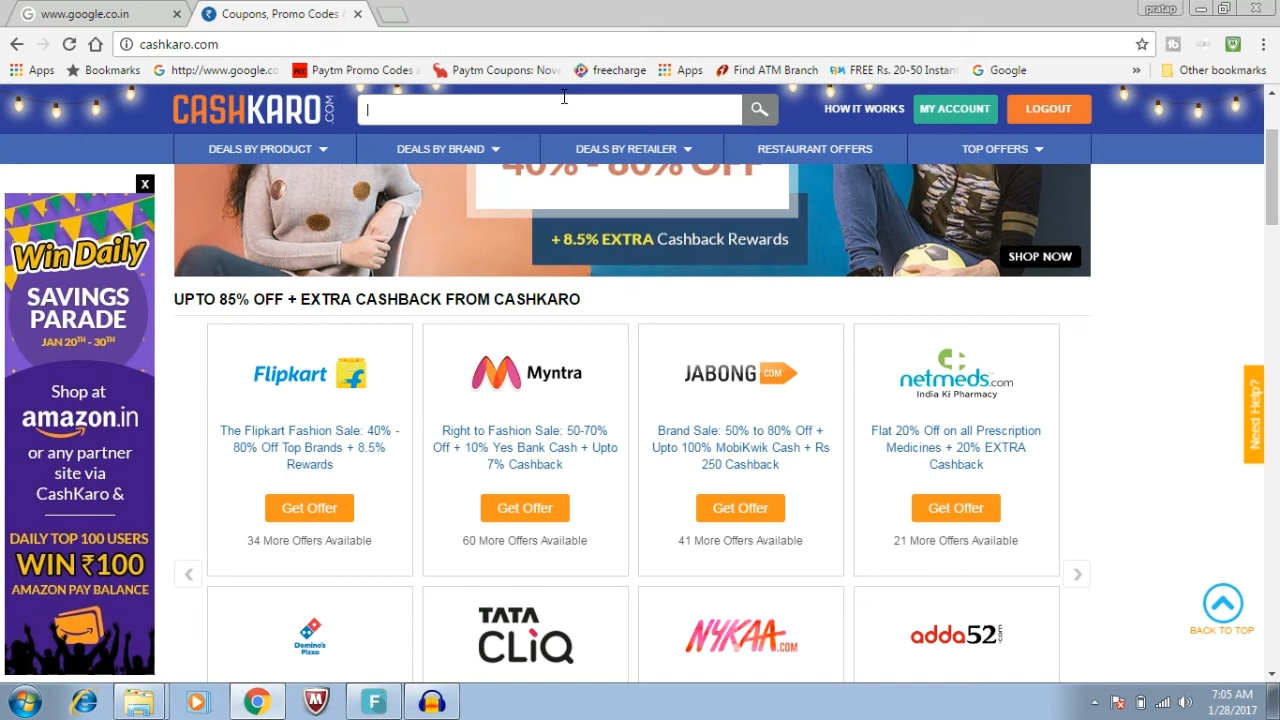 www.google.co.in
Coupons, Promo Codes
pratap
cashkaro.com
Apps
Bookmarks
http://www.google.co
Paytm Promo Codes
Paytm Coupons: Nove
freecharge
Apps
Find ATM Branch
FREE Rs. 20-50 Instant
Google
»
Other bookmarks
CASHKARO.COM
HOW IT WORKS
MY ACCOUNT
LOGOUT
DEALS BY PRODUCT
DEALS BY BRAND
DEALS BY RETAILER
RESTAURANT OFFERS
TOP OFFERS
40% - 80% OFF
+ 8.5% EXTRA Cashback Rewards
SHOP NOW
X
Win Daily
SAVINGS
PARADE
JAN 20TH - 30TH
Shop at
amazon.in
or any partner
site via
CashKaro &
DAILY TOP 100 USERS
WIN ₹100
AMAZON PAY BALANCE
UPTO 85% OFF + EXTRA CASHBACK FROM CASHKARO
Flipkart
The Flipkart Fashion Sale: 40% -
80% Off Top Brands + 8.5%
Rewards
Get Offer
34 More Offers Available
Myntra
Right to Fashion Sale: 50-70%
Off + 10% Yes Bank Cash + Upto
7% Cashback
Get Offer
60 More Offers Available
JABONG.COM
Brand Sale: 50% to 80% Off +
Upto 100% MobiKwik Cash + Rs
250 Cashback
Get Offer
41 More Offers Available
netmeds.com
India Ki Pharmacy
Flat 20% Off on all Prescription
Medicines + 20% EXTRA
Cashback
Get Offer
21 More Offers Available
Need Help?
Domino's
Pizza
TATA
CLiQ
NYKAA.COM
adda52.com
BACK TO TOP
7:05 AM
1/28/2017